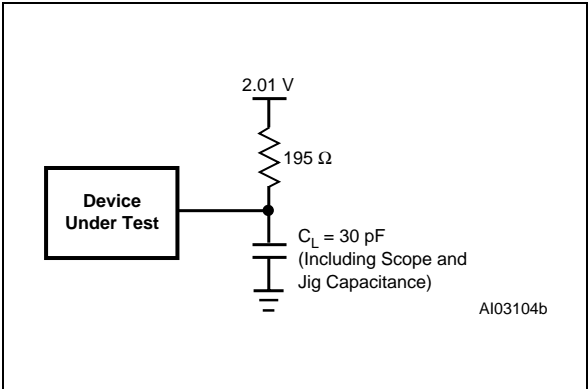 2.01 V
195 Ω
Device
Under Test
C_L = 30 pF
(Including Scope and
Jig Capacitance)
AI03104b